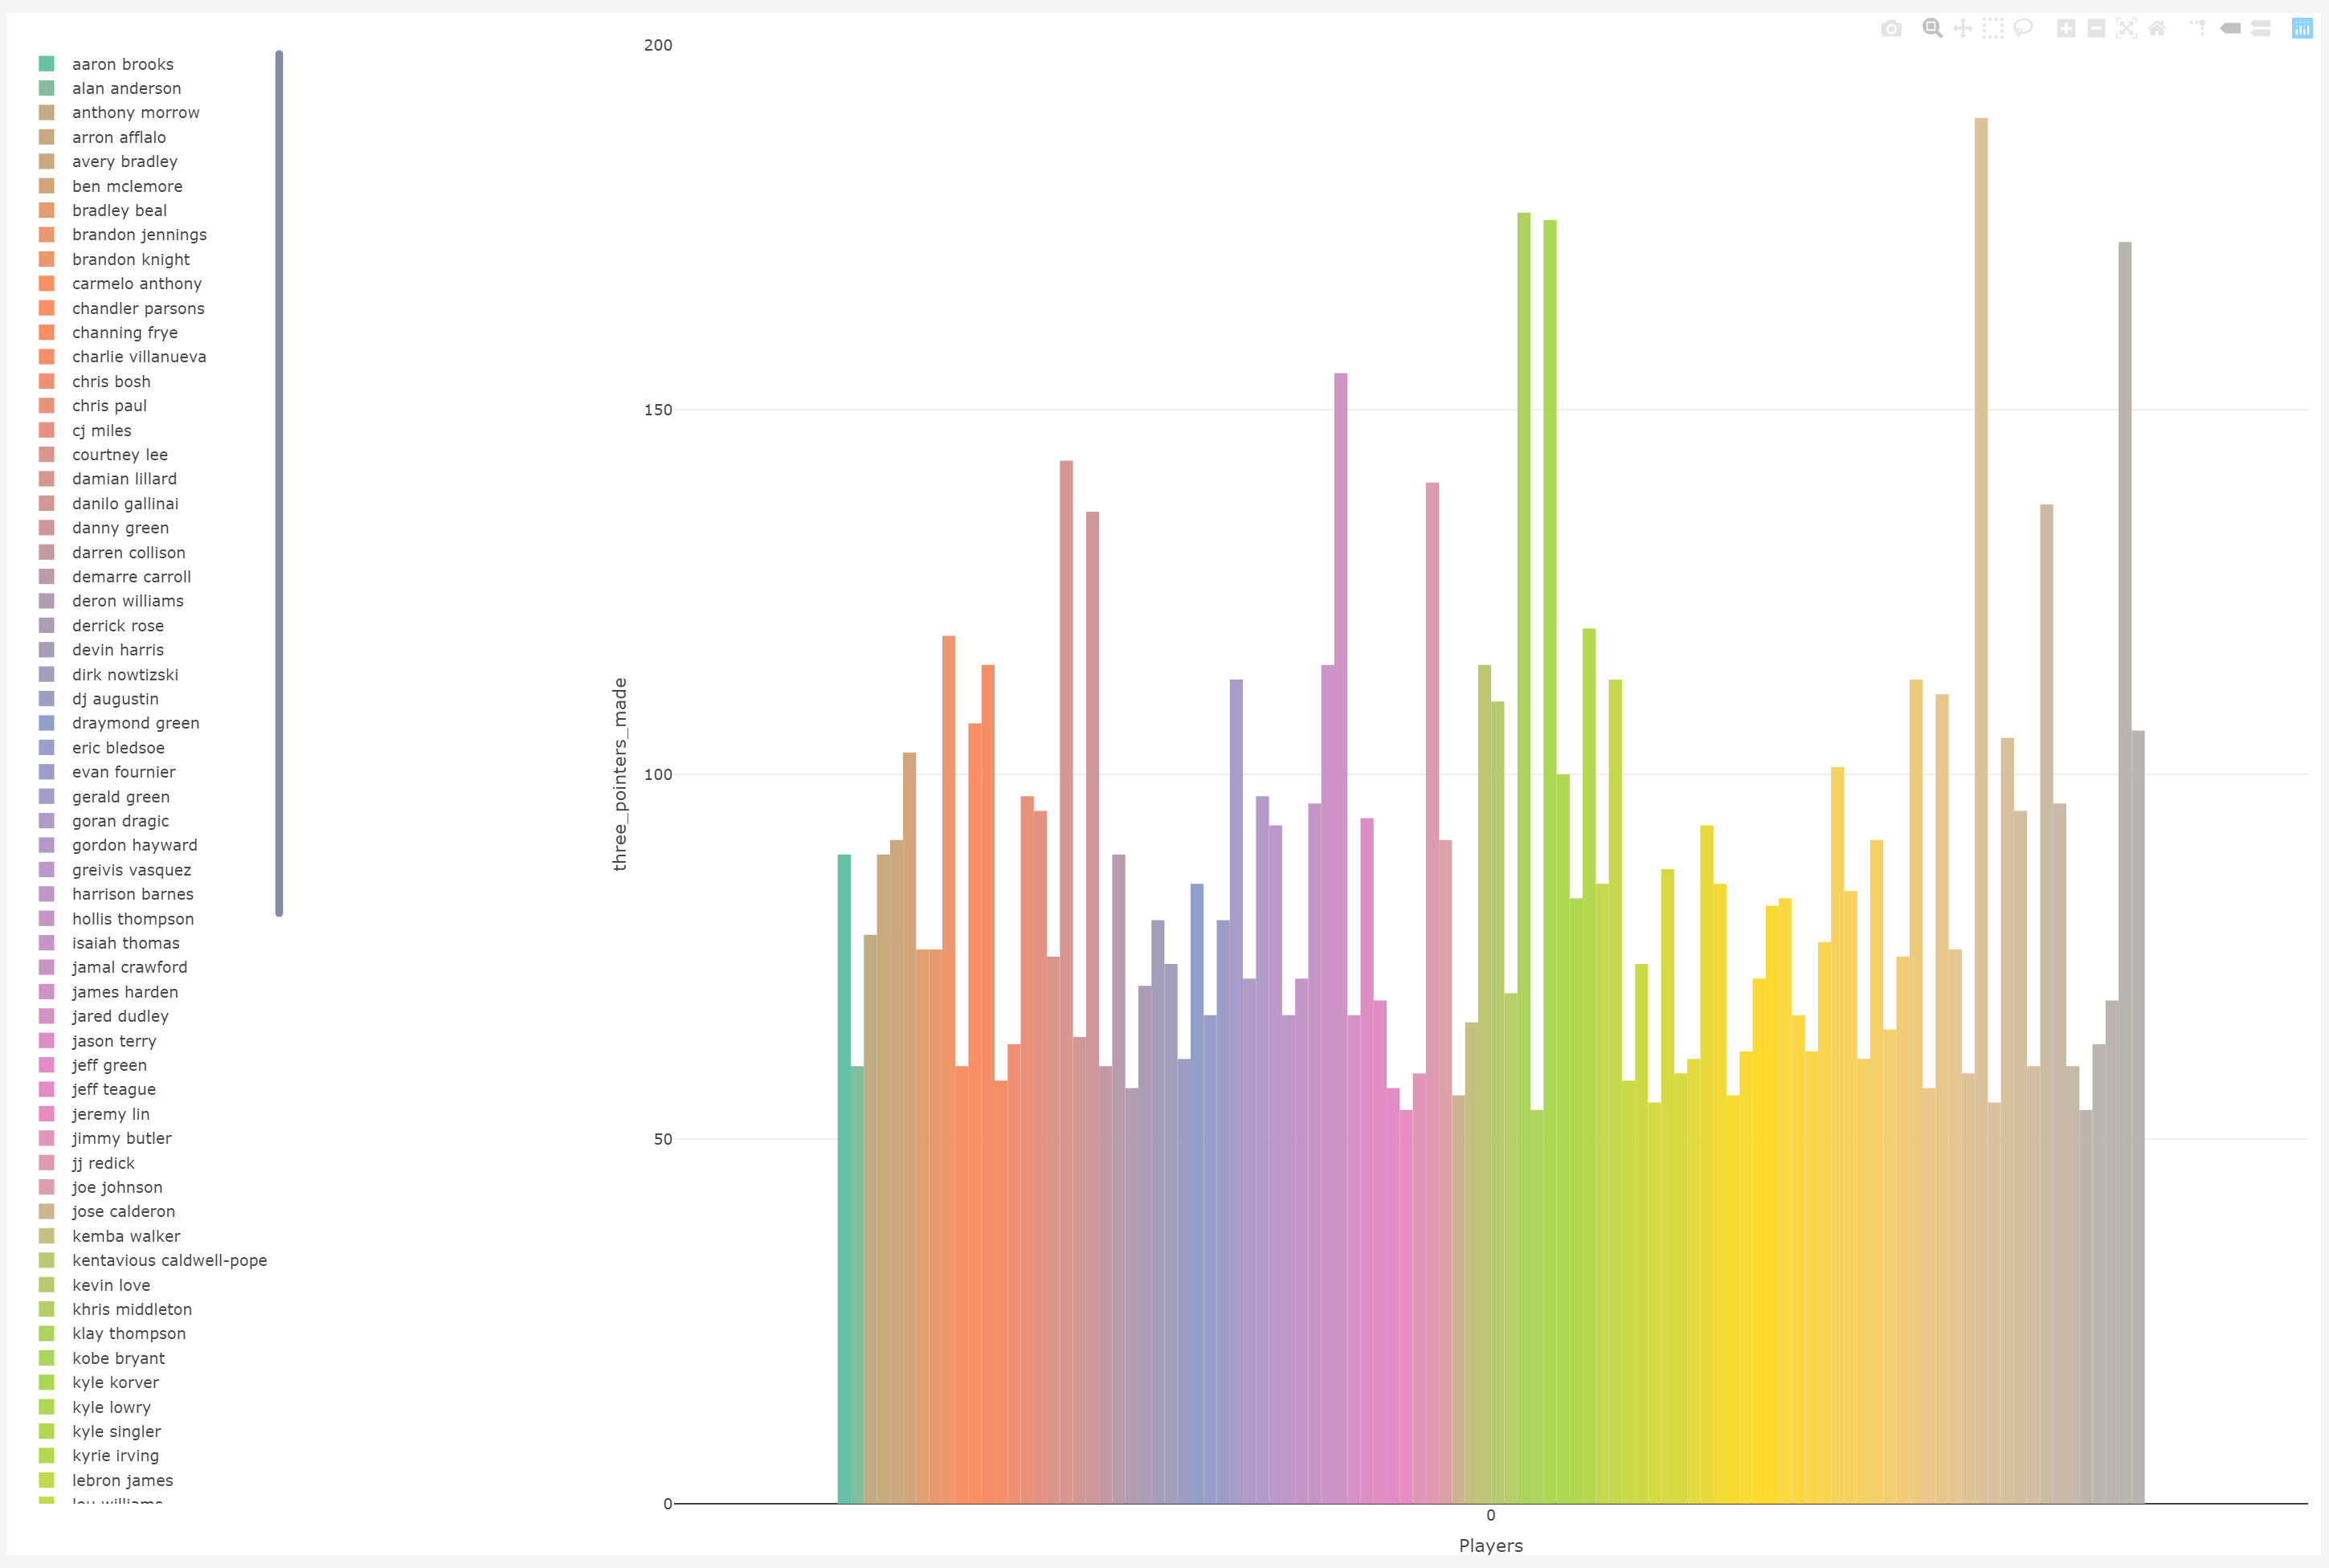 aaron brooks
alan anderson
anthony morrow
arron afflalo
avery bradley
ben mclemore
bradley beal
brandon jennings
brandon knight
carmelo anthony
chandler parsons
channing frye
charlie villanueva
chris bosh
chris paul
cj miles
courtney lee
damian lillard
danilo gallinai
danny green
darren collison
demarre carroll
deron williams
derrick rose
devin harris
dirk nowtizski
dj augustin
draymond green
eric bledsoe
evan fournier
gerald green
goran dragic
gordon hayward
greivis vasquez
harrison barnes
hollis thompson
isaiah thomas
jamal crawford
james harden
jared dudley
jason terry
jeff green
jeff teague
jeremy lin
jimmy butler
jj redick
joe johnson
jose calderon
kemba walker
kentavious caldwell-pope
kevin love
khris middleton
klay thompson
kobe bryant
kyle korver
kyle lowry
kyle singler
kyrie irving
lebron james
lou williams
three_pointers_made
200
150
100
50
0
0
Players